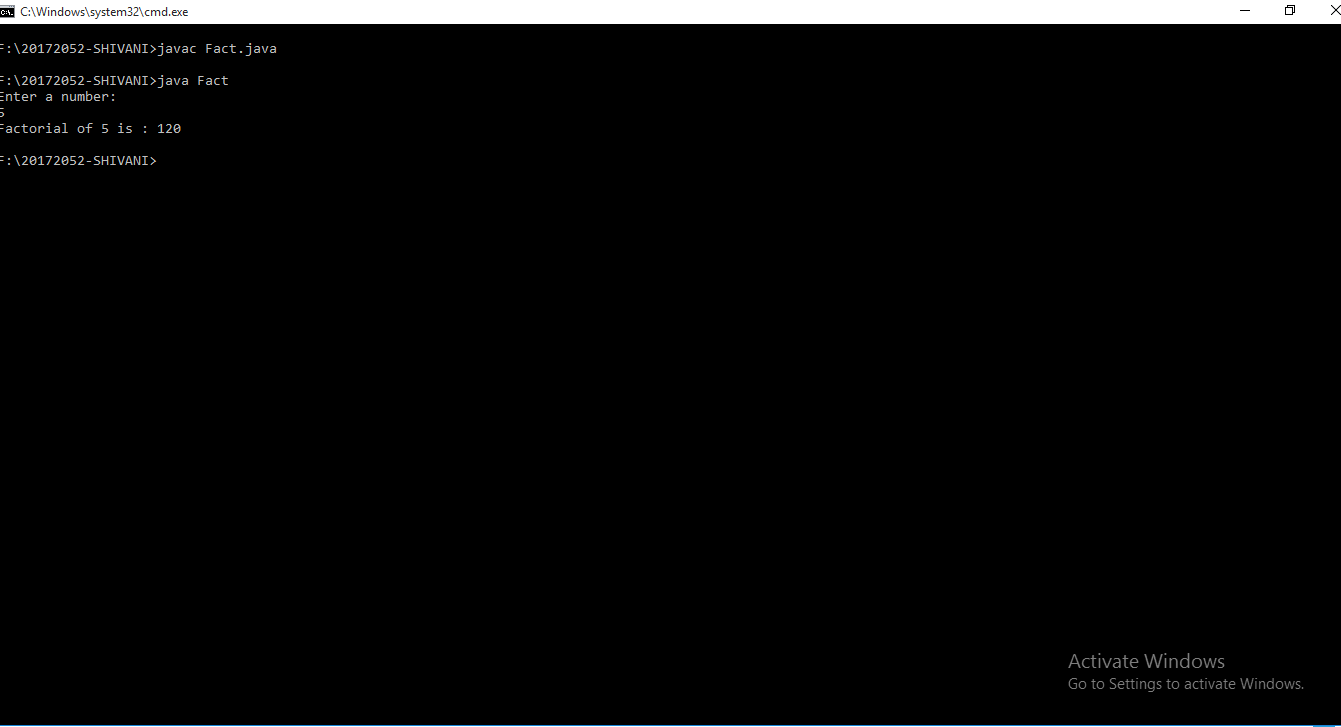 C:\Windows\system32\cmd.exe
F:\20172052-SHIVANI>javac Fact.java
F:\20172052-SHIVANI>java Fact
Enter a number:
5
Factorial of 5 is : 120
F:\20172052-SHIVANI>
Activate Windows
Go to Settings to activate Windows.